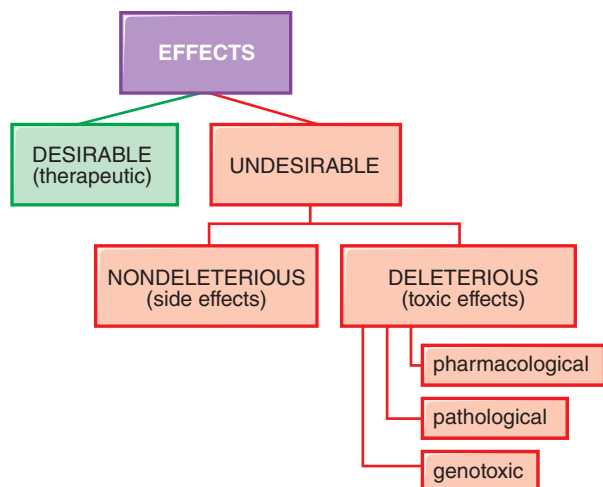 EFFECTS
DESIRABLE
(therapeutic)
UNDESIRABLE
NONDELETERIOUS
(side effects)
DELETERIOUS
(toxic effects)
pharmacological
pathological
genotoxic